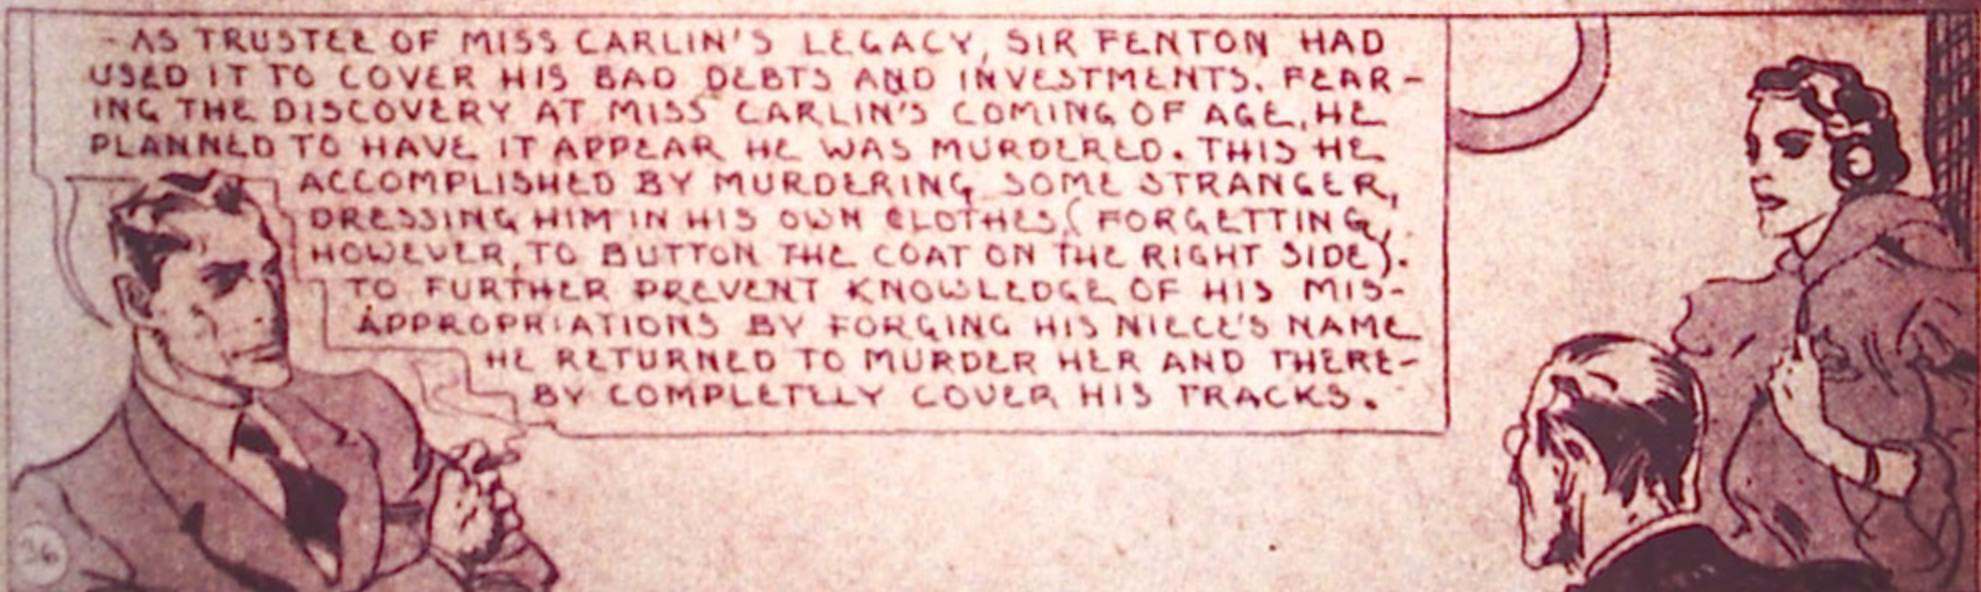 - AS TRUSTEE OF MISS CARLIN'S LEGACY, SIR FENTON HAD
USED IT TO COVER HIS BAD DEBTS AND INVESTMENTS. FEAR-
ING THE DISCOVERY AT MISS CARLIN'S COMING OF AGE, HE
PLANNED TO HAVE IT APPEAR HE WAS MURDERED. THIS HE
ACCOMPLISHED BY MURDERING SOME STRANGER,
DRESSING HIM IN HIS OWN CLOTHES, (FORGETTING,
HOWEVER, TO BUTTON THE COAT ON THE RIGHT SIDE).
TO FURTHER PREVENT KNOWLEDGE OF HIS MIS-
APPROPRIATIONS BY FORGING HIS NIECE'S NAME
HE RETURNED TO MURDER HER AND THERE-
BY COMPLETELY COVER HIS TRACKS.
36